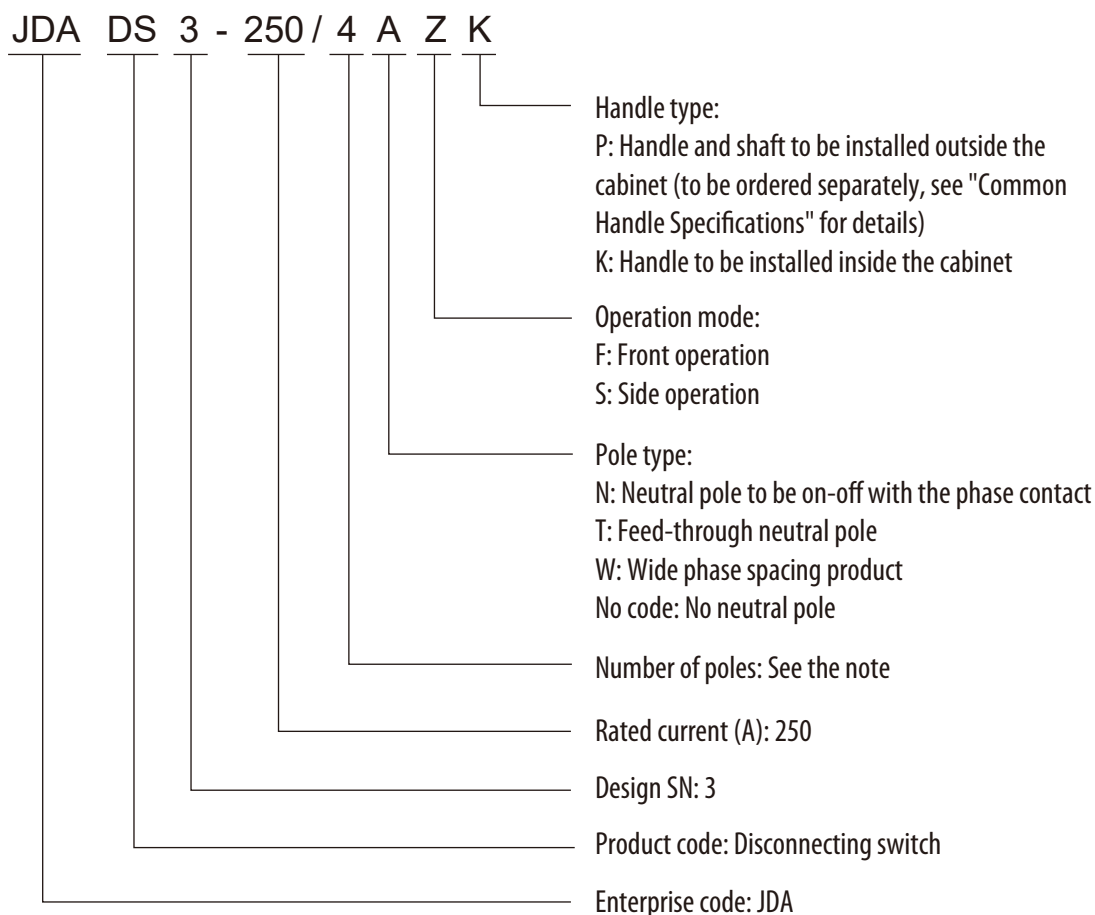 JDA DS 3 - 250 / 4 A Z K
Handle type:
P: Handle and shaft to be installed outside the
cabinet (to be ordered separately, see "Common
Handle Specifications" for details)
K: Handle to be installed inside the cabinet
Operation mode:
F: Front operation
S: Side operation
Pole type:
N: Neutral pole to be on-off with the phase contact
T: Feed-through neutral pole
W: Wide phase spacing product
No code: No neutral pole
Number of poles: See the note
Rated current (A): 250
Design SN: 3
Product code: Disconnecting switch
Enterprise code: JDA